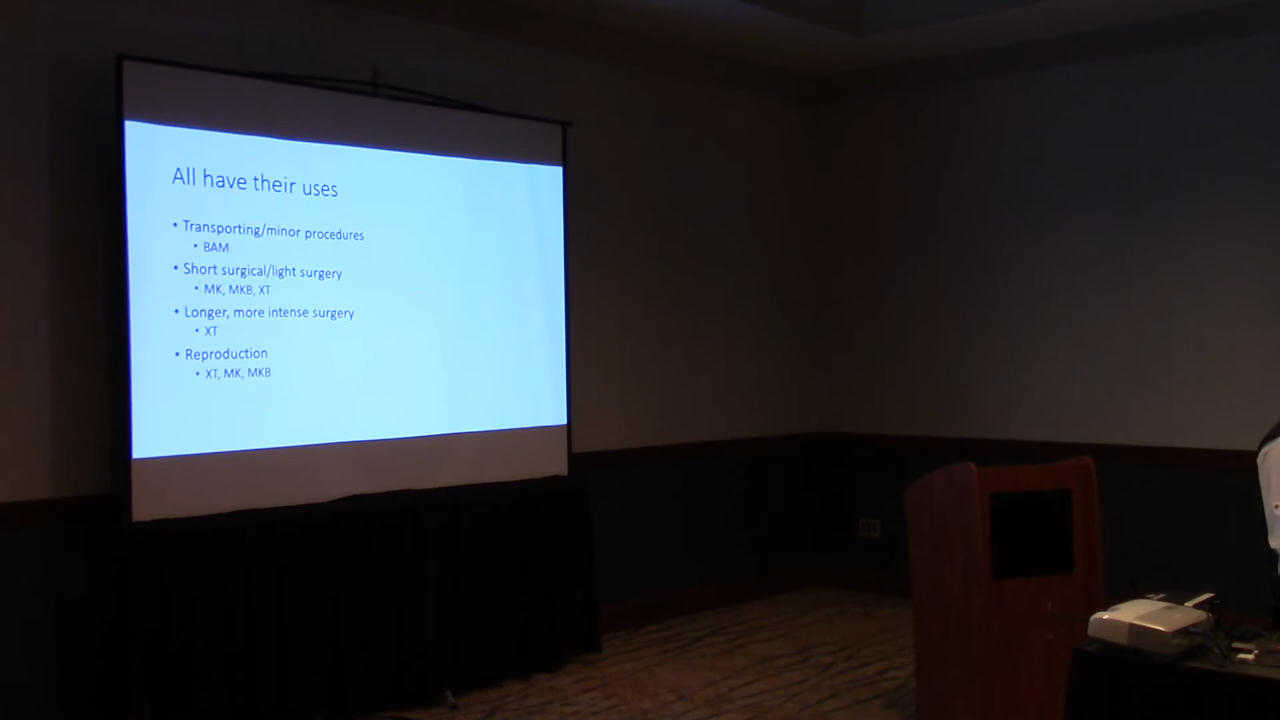 All have their uses
• Transporting/minor procedures
• BAM
• Short surgical/light surgery
• MK, MKB, XT
• Longer, more intense surgery
• XT
• Reproduction
• XT, MK, MKB